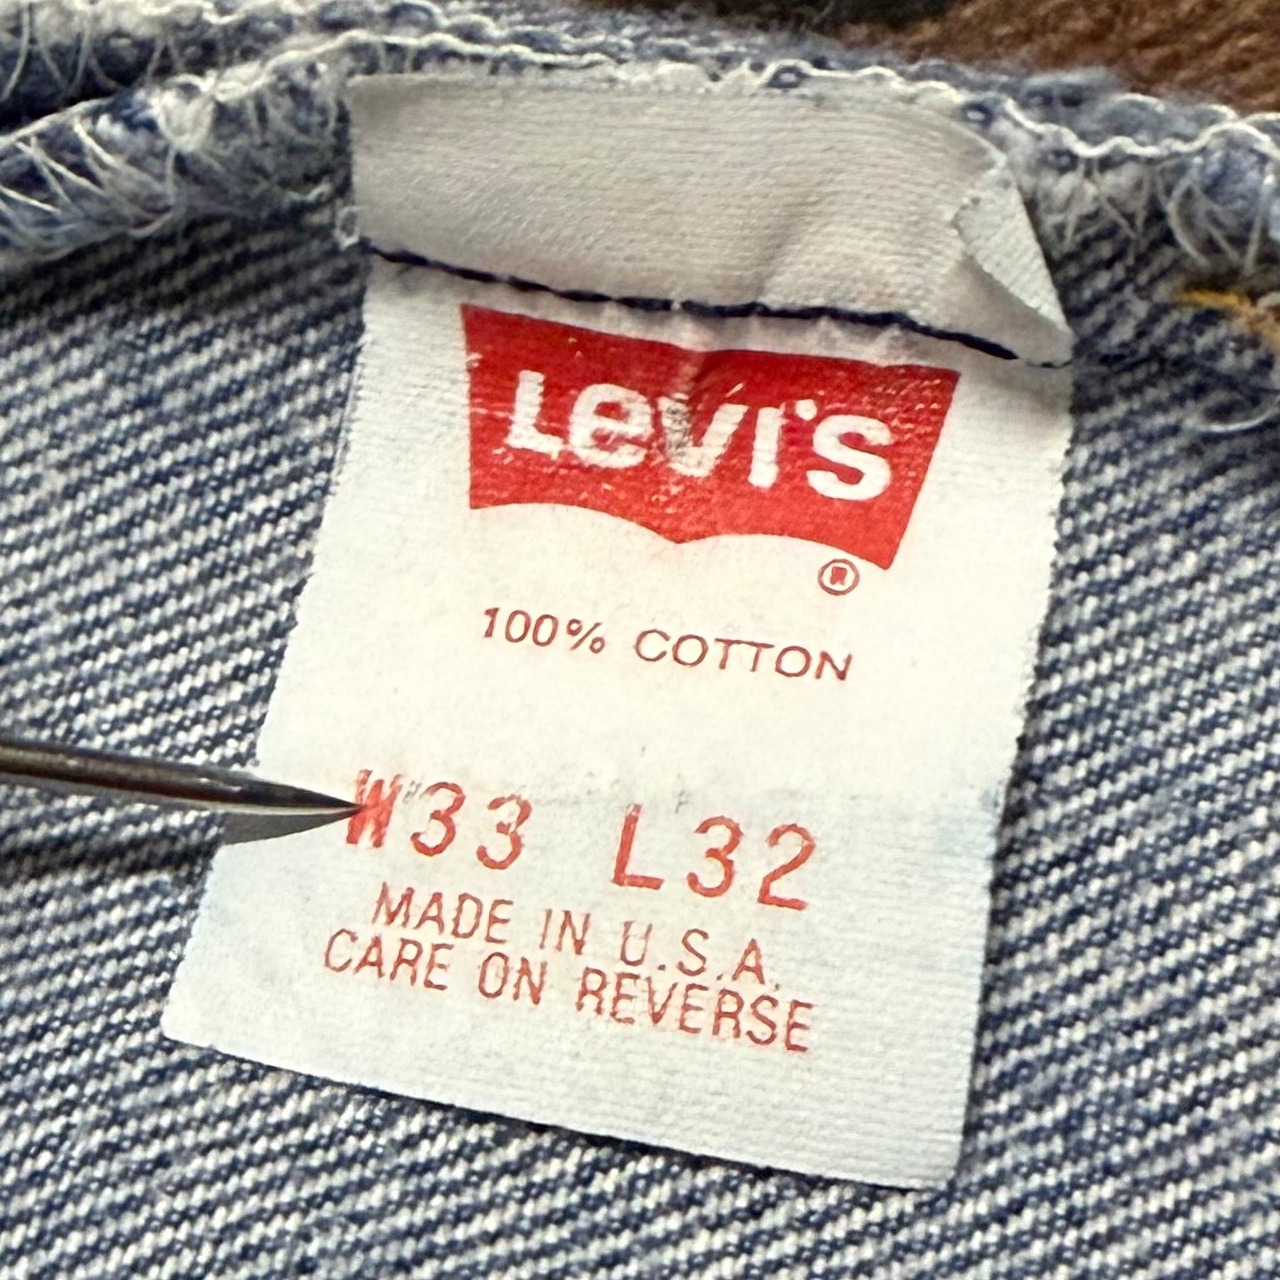 Levi's
®
100% COTTON
W33 L32
MADE IN U.S.A.
CARE ON REVERSE